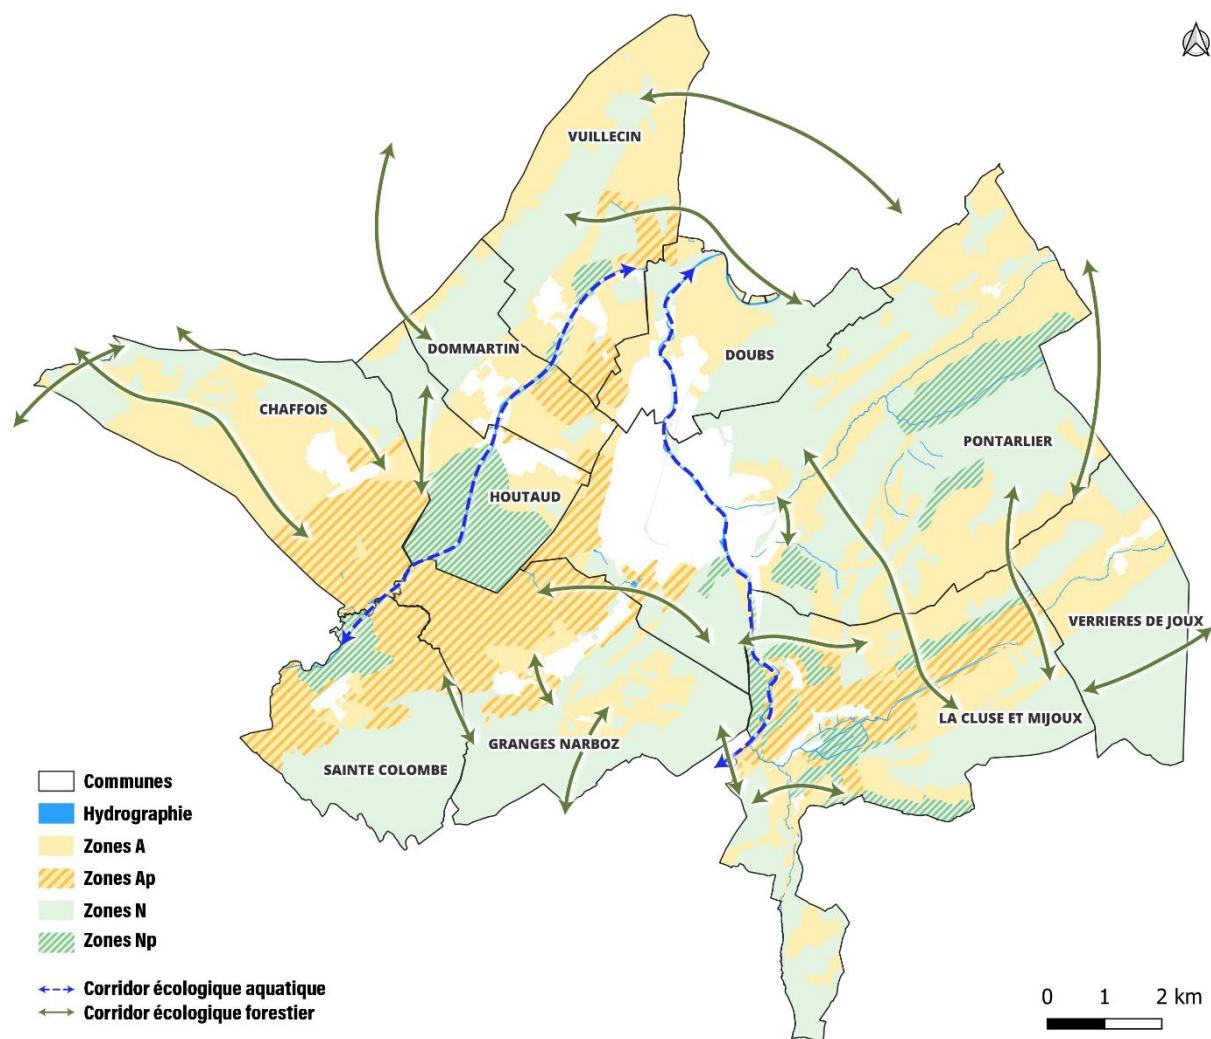 VUILLECIN
DOMMARTIN
DOUBS
CHAFFOIS
PONTARLIER
HOUTAUD
VERRIERES DE JOUX
LA CLUSE ET MIJOUX
GRANGES NARBOZ
SAINTE COLOMBE
Communes
Hydrographie
Zones A
Zones Ap
Zones N
Zones Np
Corridor écologique aquatique
Corridor écologique forestier
0 1 2 km